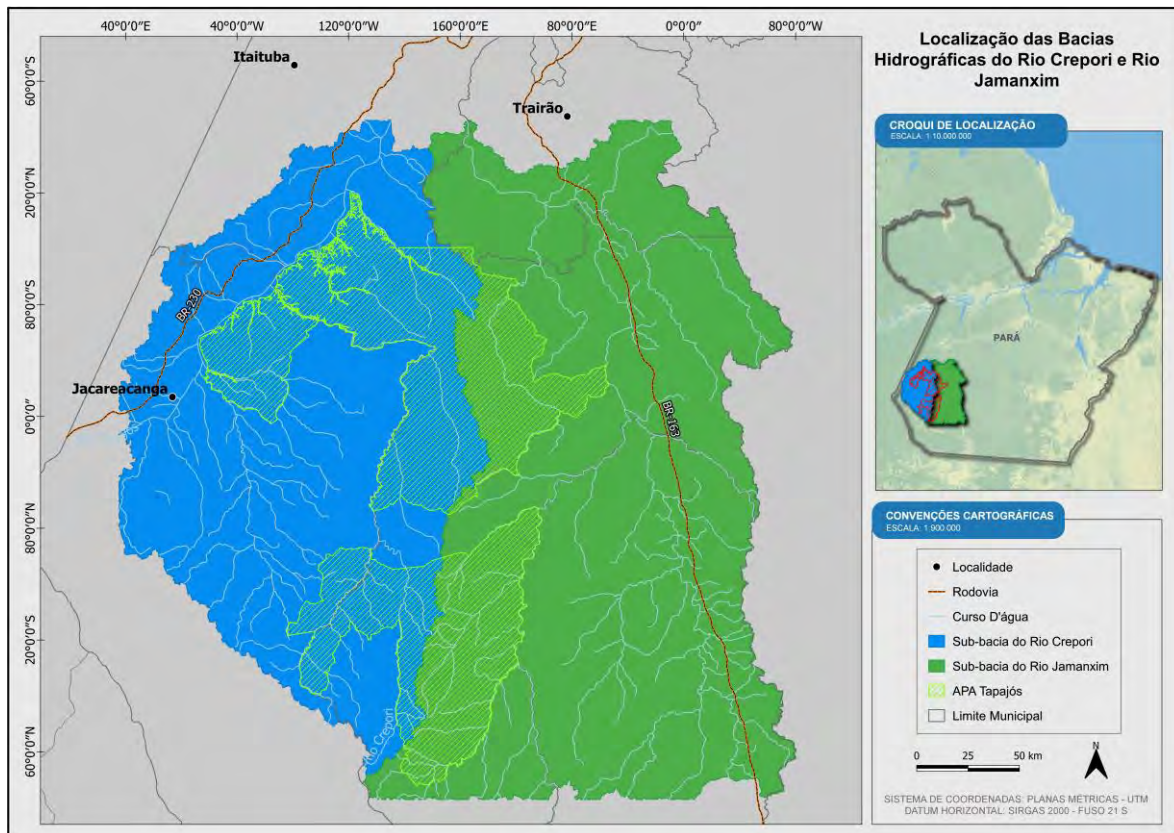 40°0'0"E 40°0'0"E 120°0'0"E 160°0'0"E 80°0'0"E 0°0'0"E 80°0'0"E
Itaituba
Trairão
60°0'0"S
20°0'0"N
80°0'0"S
0°0'0"
80°0'0"N
20°0'0"S
60°0'0"N
BR-230
Jacareacanga
BR-163
Rio Crepori
Localização das Bacias
Hidrográficas do Rio Crepori e Rio
Jamanxim
CROQUI DE LOCALIZAÇÃO
ESCALA: 1:10.000.000
PARÁ
CONVENÇÕES CARTOGRÁFICAS
ESCALA: 1:900.000
Localidade
Rodovia
Curso D'água
Sub-bacia do Rio Crepori
Sub-bacia do Rio Jamanxim
APA Tapajós
Limite Municipal
0 25 50 km
N
SISTEMA DE COORDENADAS: PLANAS MÉTRICAS - UTM
DATUM HORIZONTAL: SIRGAS 2000 - FUSO 21 S